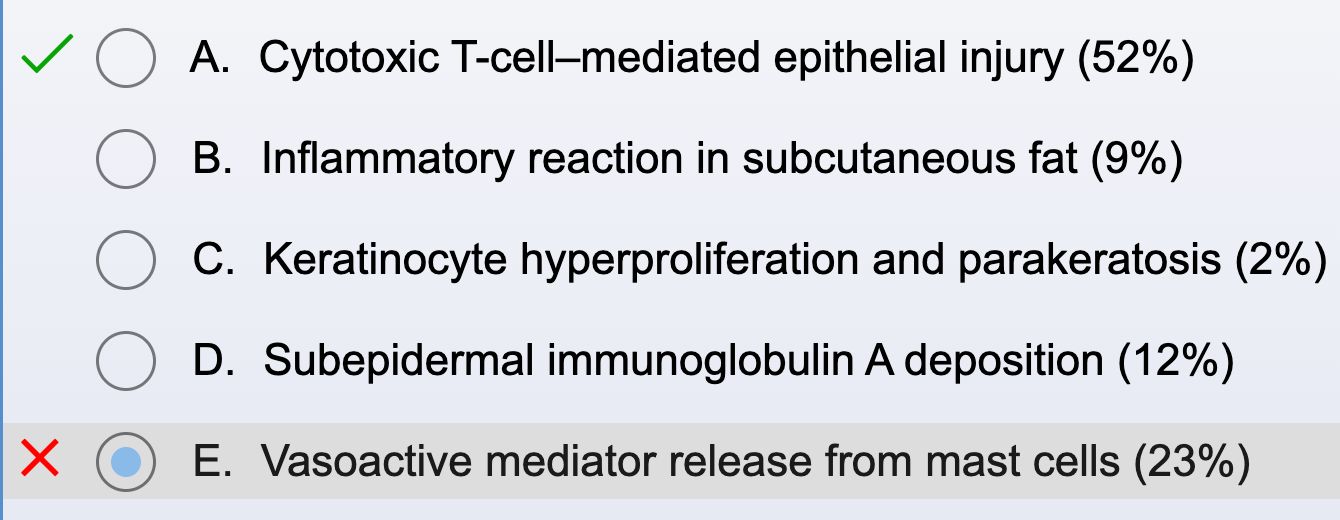 A. Cytotoxic T-cell–mediated epithelial injury (52%)
B. Inflammatory reaction in subcutaneous fat (9%)
C. Keratinocyte hyperproliferation and parakeratosis (2%)
D. Subepidermal immunoglobulin A deposition (12%)
E. Vasoactive mediator release from mast cells (23%)